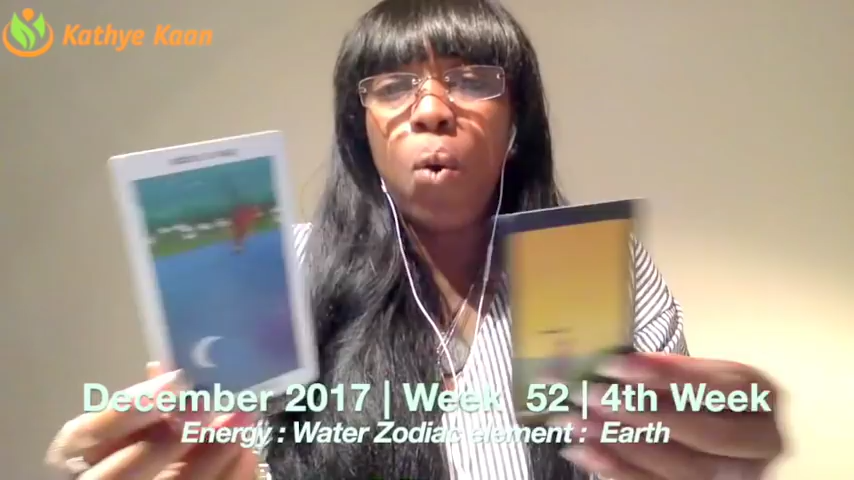 Kathye Kaan
December 2017 | Week 52 | 4th Week
Energy : Water Zodiac element : Earth